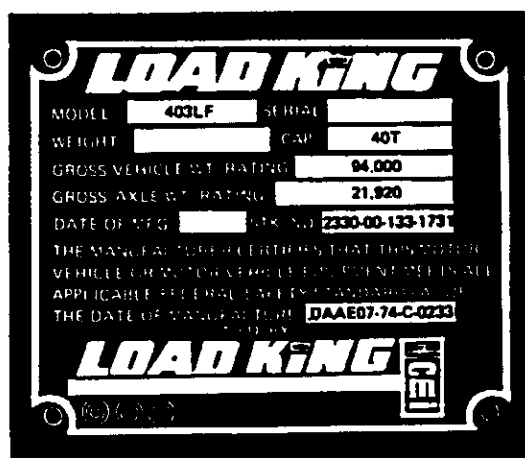 LOAD KING
MODEL 403LF SERIAL
WEIGHT CAP. 40T
GROSS VEHICLE WT. RATING 94,000
GROSS AXLE WT. RATING 21,920
DATE OF MFG STK. NO. 2330-00-133-1731
THE MANUFACTURER CERTIFIES THAT THIS MOTOR
VEHICLE OR MOTOR VEHICLE EQUIPMENT MEETS ALL
APPLICABLE FEDERAL SAFETY STANDARDS
THE DATE OF MANUFACTURE DAAE07-74-C-0233
LOAD KING
CEI